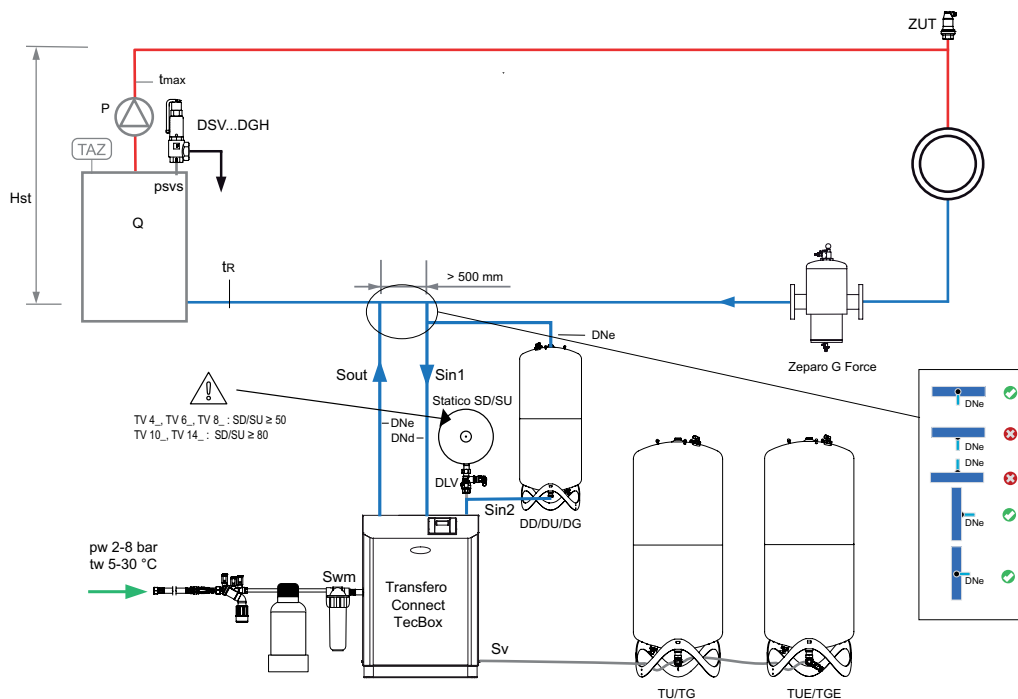 ZUT
tmax
P
DSV...DGH
TAZ
psvs
Hst
Q
tR
> 500 mm
DNe
Zeparo G Force
Sout
Sin1
Statico SD/SU
TV 4_, TV 6_, TV 8_ : SD/SU ≥ 50
TV 10_, TV 14_ : SD/SU ≥ 80
DNe
DNd
DLV
Sin2
DD/DU/DG
DNe
DNe
DNe
DNe
DNe
pw 2-8 bar
tw 5-30 °C
Swm
Transfero
Connect
TecBox
Sv
TU/TG
TUE/TGE